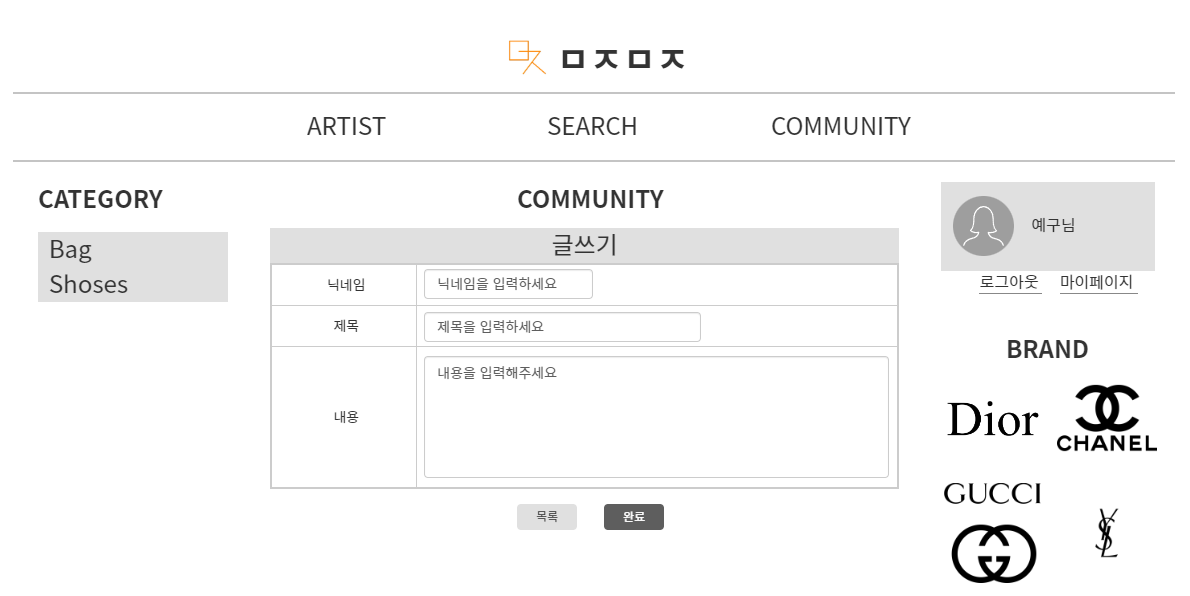 ㅁㅈㅁㅈ
ARTIST SEARCH COMMUNITY
CATEGORY
Bag
Shoses
COMMUNITY
글쓰기
닉네임 닉네임을 입력하세요
제목 제목을 입력하세요
내용 내용을 입력해주세요
목록 완료
예구님
로그아웃 마이페이지
BRAND
Dior
CHANEL
GUCCI
YSL